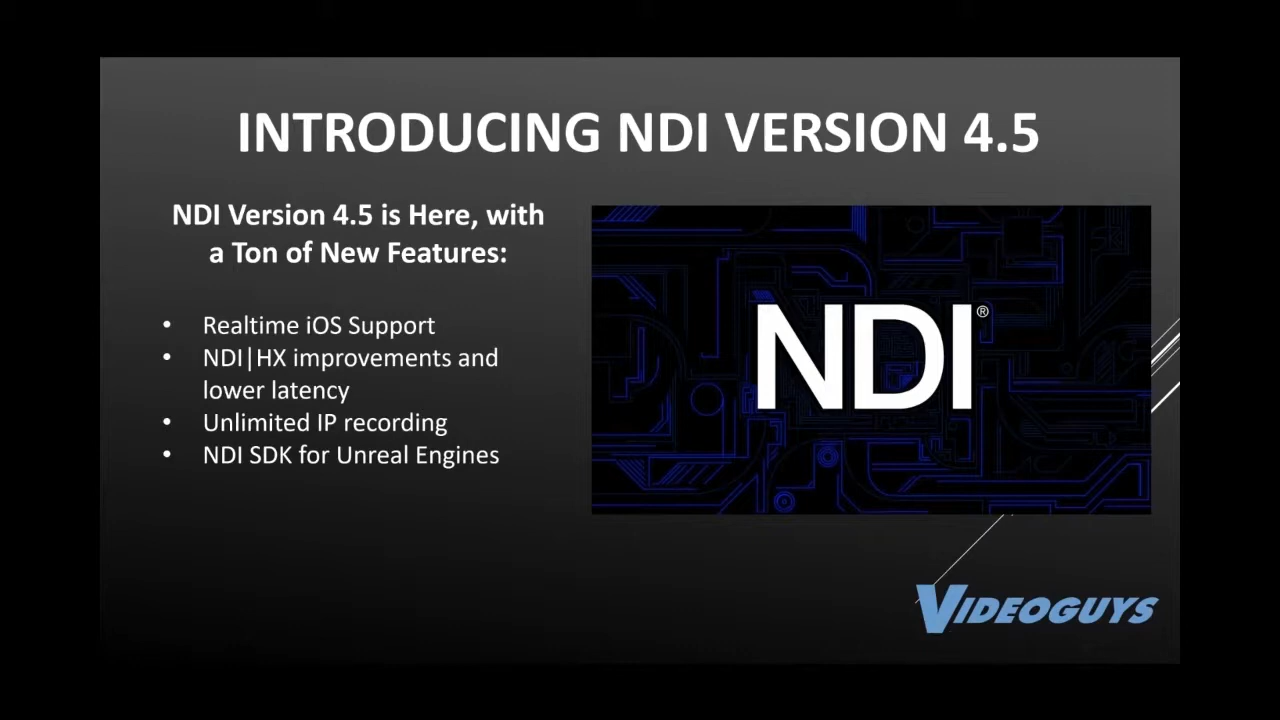 INTRODUCING NDI VERSION 4.5
NDI Version 4.5 is Here, with
a Ton of New Features:
• Realtime iOS Support
• NDI|HX improvements and
lower latency
• Unlimited IP recording
• NDI SDK for Unreal Engines
NDI®
VIDEOGUYS